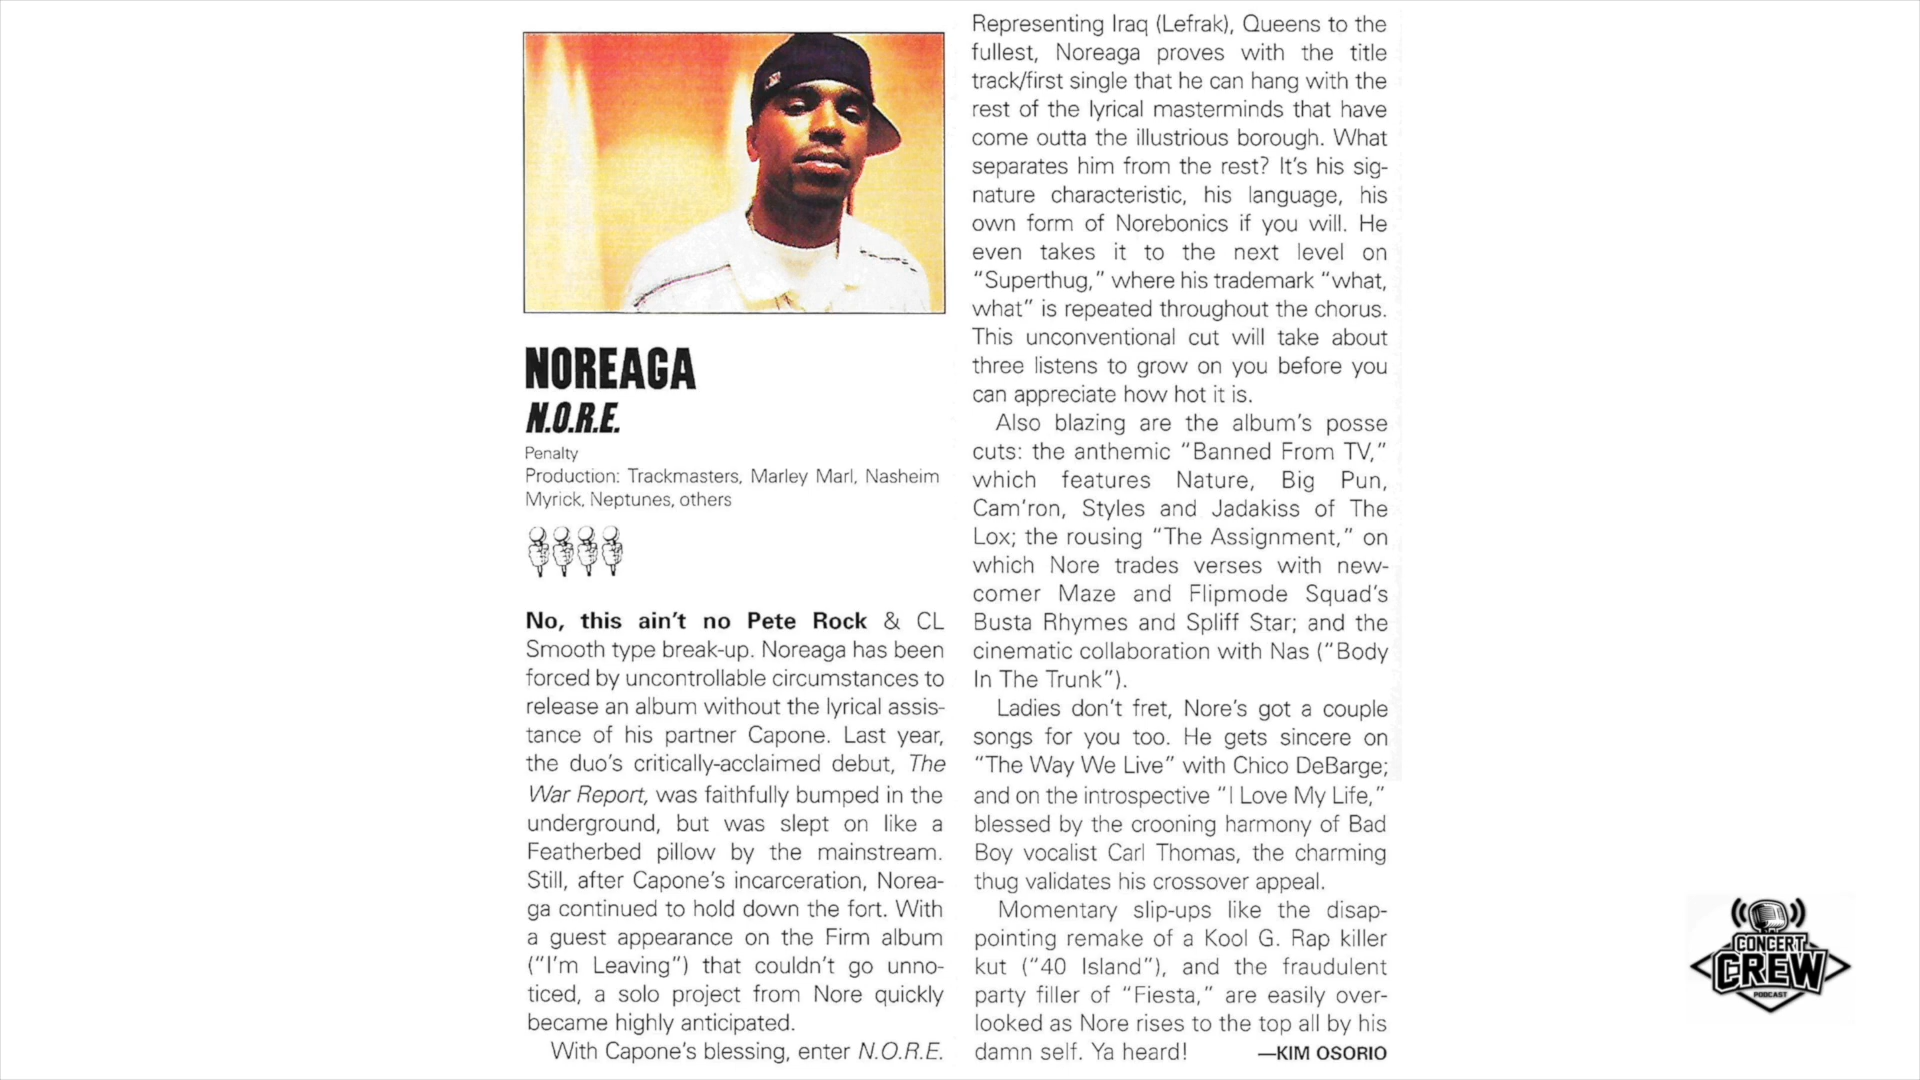 NOREAGA
N.O.R.E.
Penalty
Production: Trackmasters, Marley Marl, Nasheim
Myrick, Neptunes, others
No, this ain't no Pete Rock & CL
Smooth type break-up. Noreaga has been
forced by uncontrollable circumstances to
release an album without the lyrical assis-
tance of his partner Capone. Last year,
the duo's critically-acclaimed debut, The
War Report, was faithfully bumped in the
underground, but was slept on like a
Featherbed pillow by the mainstream.
Still, after Capone's incarceration, Norea-
ga continued to hold down the fort. With
a guest appearance on the Firm album
("I'm Leaving") that couldn't go unno-
ticed, a solo project from Nore quickly
became highly anticipated.
With Capone's blessing, enter N.O.R.E.
Representing Iraq (Lefrak), Queens to the
fullest, Noreaga proves with the title
track/first single that he can hang with the
rest of the lyrical masterminds that have
come outta the illustrious borough. What
separates him from the rest? It's his sig-
nature characteristic, his language, his
own form of Norebonics if you will. He
even takes it to the next level on
"Superthug," where his trademark "what,
what" is repeated throughout the chorus.
This unconventional cut will take about
three listens to grow on you before you
can appreciate how hot it is.
Also blazing are the album's posse
cuts: the anthemic "Banned From TV,"
which features Nature, Big Pun,
Cam'ron, Styles and Jadakiss of The
Lox; the rousing "The Assignment," on
which Nore trades verses with new-
comer Maze and Flipmode Squad's
Busta Rhymes and Spliff Star; and the
cinematic collaboration with Nas ("Body
In The Trunk").
Ladies don't fret, Nore's got a couple
songs for you too. He gets sincere on
"The Way We Live" with Chico DeBarge;
and on the introspective "I Love My Life,"
blessed by the crooning harmony of Bad
Boy vocalist Carl Thomas, the charming
thug validates his crossover appeal.
Momentary slip-ups like the disap-
pointing remake of a Kool G. Rap killer
kut ("40 Island"), and the fraudulent
party filler of "Fiesta," are easily over-
looked as Nore rises to the top all by his
damn self. Ya heard! —KIM OSORIO
CONCERT
CREW
PODCAST